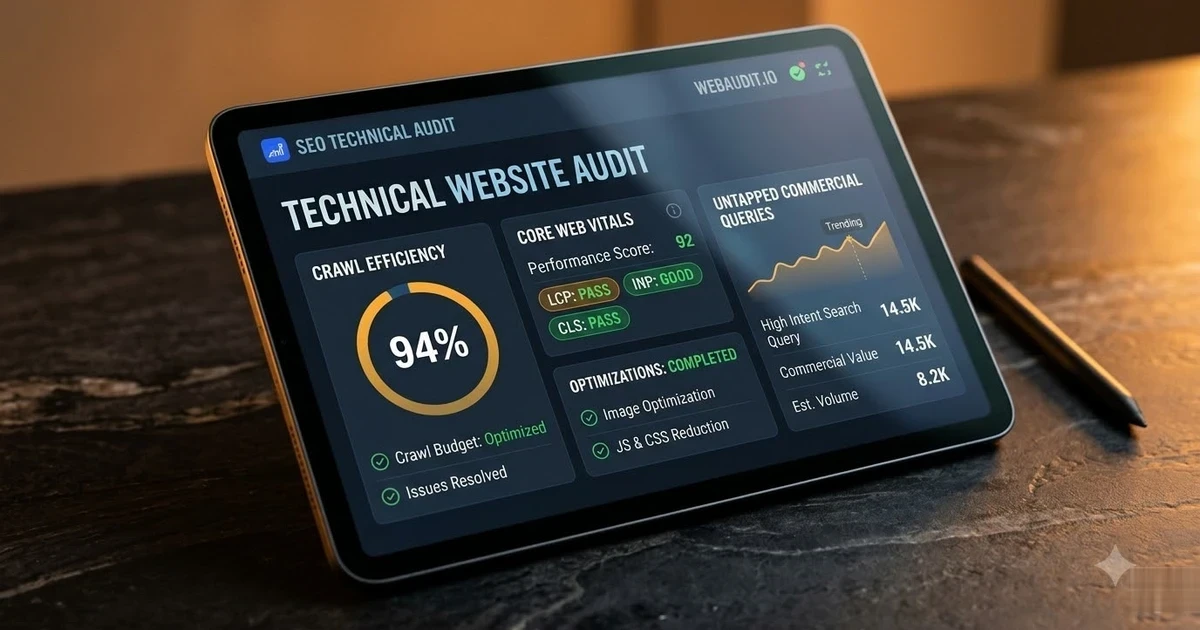 SEO TECHNICAL AUDIT
WEBAUDIT.IO
TECHNICAL WEBSITE AUDIT
CRAWL EFFICIENCY
94%
Crawl Budget: Optimized
Issues Resolved
CORE WEB VITALS
Performance Score: 92
LCP: PASS
INP: GOOD
CLS: PASS
OPTIMIZATIONS: COMPLETED
Image Optimization
JS & CSS Reduction
UNTAPPED COMMERCIAL
QUERIES
Trending
High Intent Search
Query
14.5K
Commercial Value 14.5K
Est. Volume 8.2K